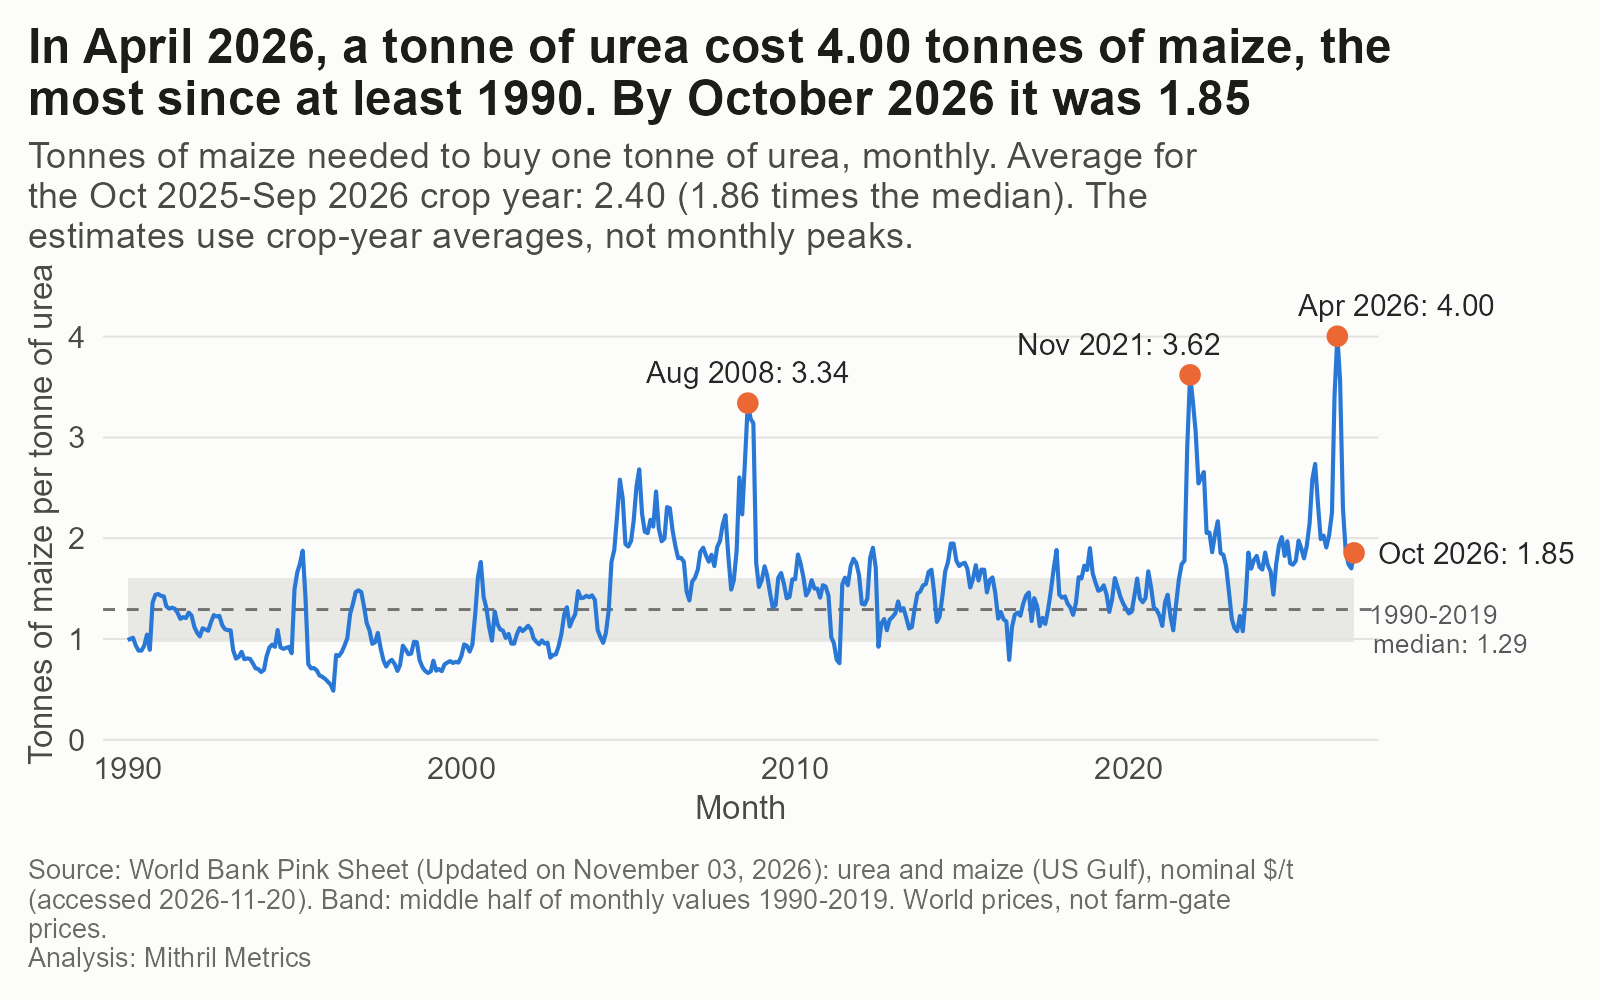 In April 2026, a tonne of urea cost 4.00 tonnes of maize, the
most since at least 1990. By October 2026 it was 1.85
Tonnes of maize needed to buy one tonne of urea, monthly. Average for
the Oct 2025-Sep 2026 crop year: 2.40 (1.86 times the median). The
estimates use crop-year averages, not monthly peaks.
Tonnes of maize per tonne of urea
4
3
2
1
0
Apr 2026: 4.00
Nov 2021: 3.62
Aug 2008: 3.34
Oct 2026: 1.85
1990-2019
median: 1.29
1990
2000
2010
2020
Month
Source: World Bank Pink Sheet (Updated on November 03, 2026): urea and maize (US Gulf), nominal $/t
(accessed 2026-11-20). Band: middle half of monthly values 1990-2019. World prices, not farm-gate
prices.
Analysis: Mithril Metrics